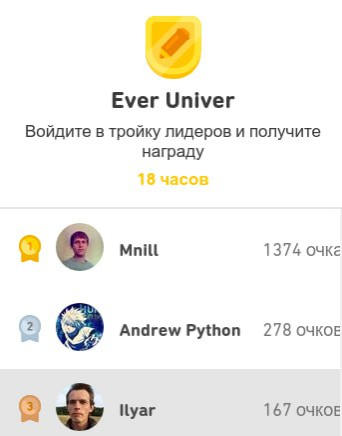 Ever Univer
Войдите в тройку лидеров и получите
награду
18 часов
1
Mnill
1374 очка
2
Andrew Python
278 очков
3
Ilyar
167 очков